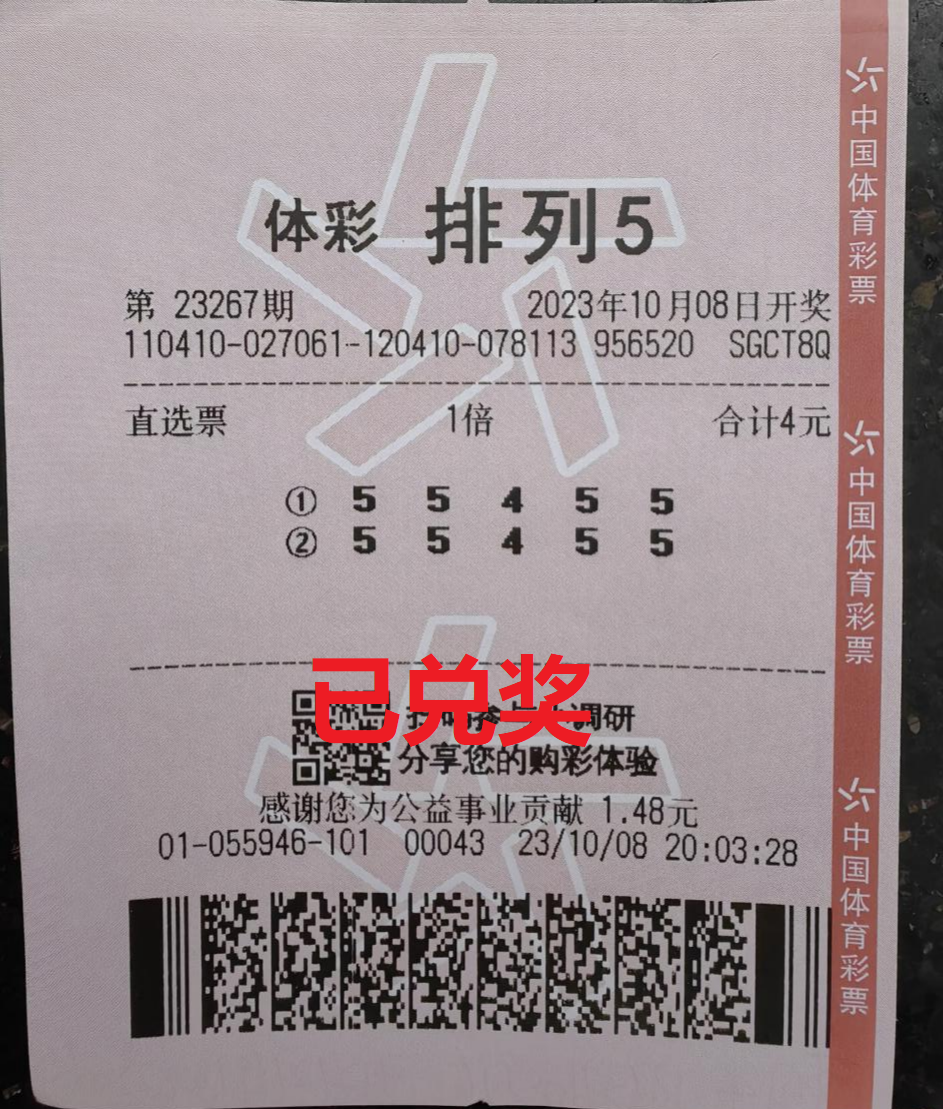 体彩 排列5
第 23267期 2023年10月08日开奖
110410-027061-120410-078113 956520 SGCT8Q
直选票 1倍 合计4元
① 5 5 4 5 5
② 5 5 4 5 5
已兑奖
调研
分享您的购彩体验
感谢您为公益事业贡献 1.48元
01-055946-101 00043 23/10/08 20:03:28
中国体育彩票
中国体育彩票
中国体育彩票